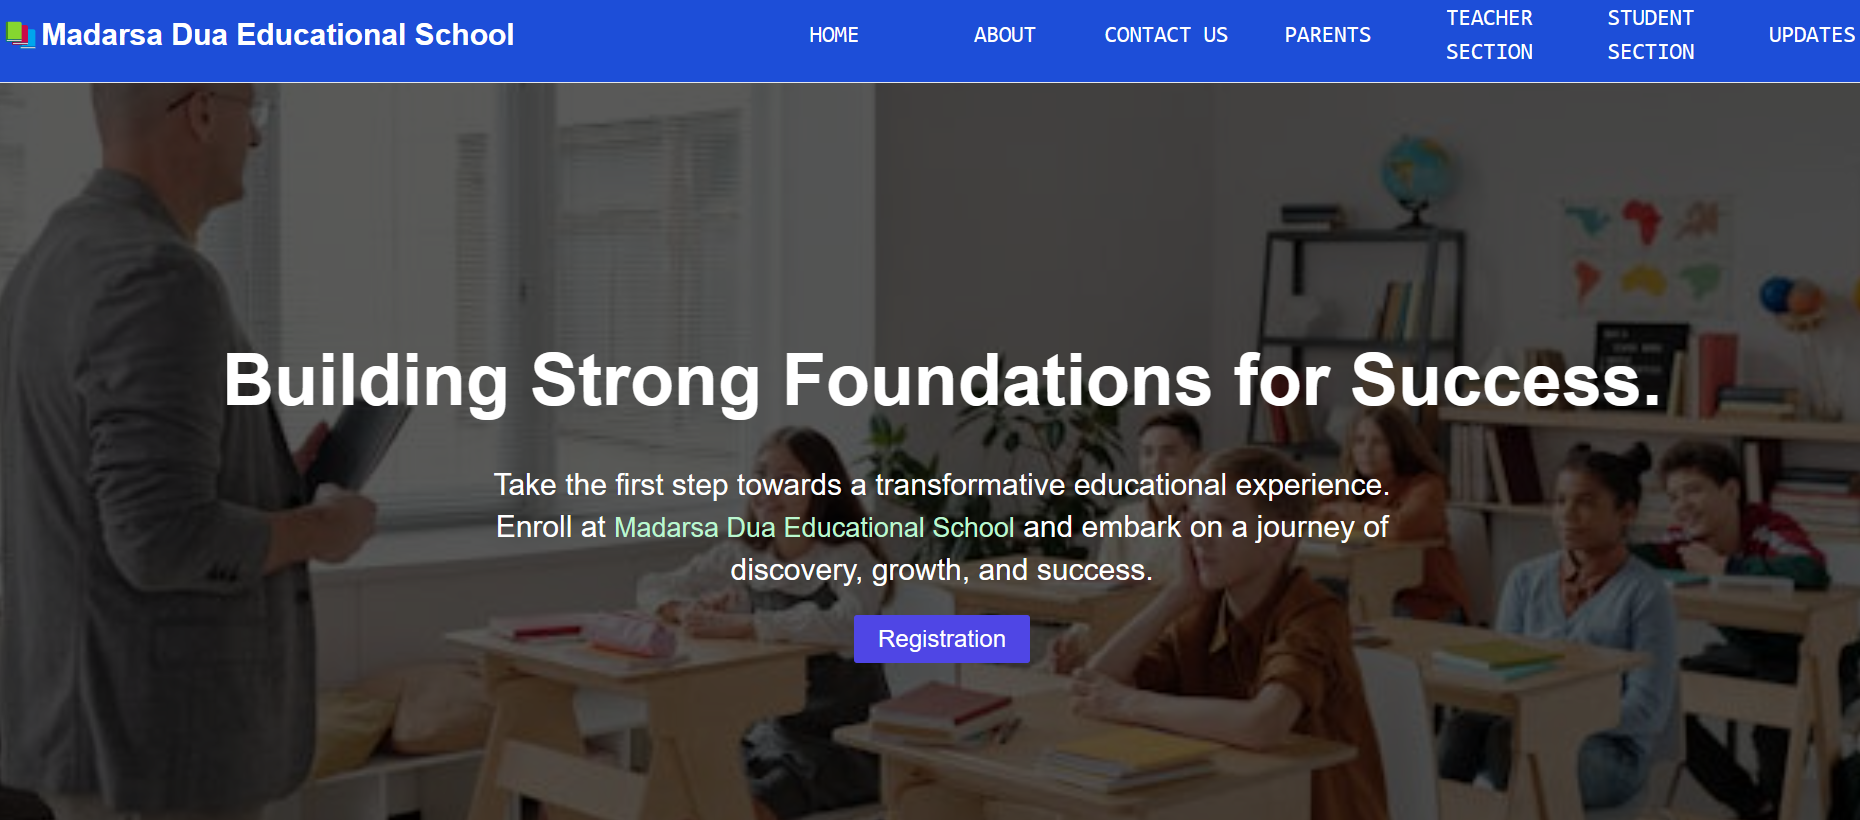 Madarsa Dua Educational School
HOME
ABOUT
CONTACT US
PARENTS
TEACHER
SECTION
STUDENT
SECTION
UPDATES
Building Strong Foundations for Success.
Take the first step towards a transformative educational experience.
Enroll at Madarsa Dua Educational School and embark on a journey of
discovery, growth, and success.
Registration